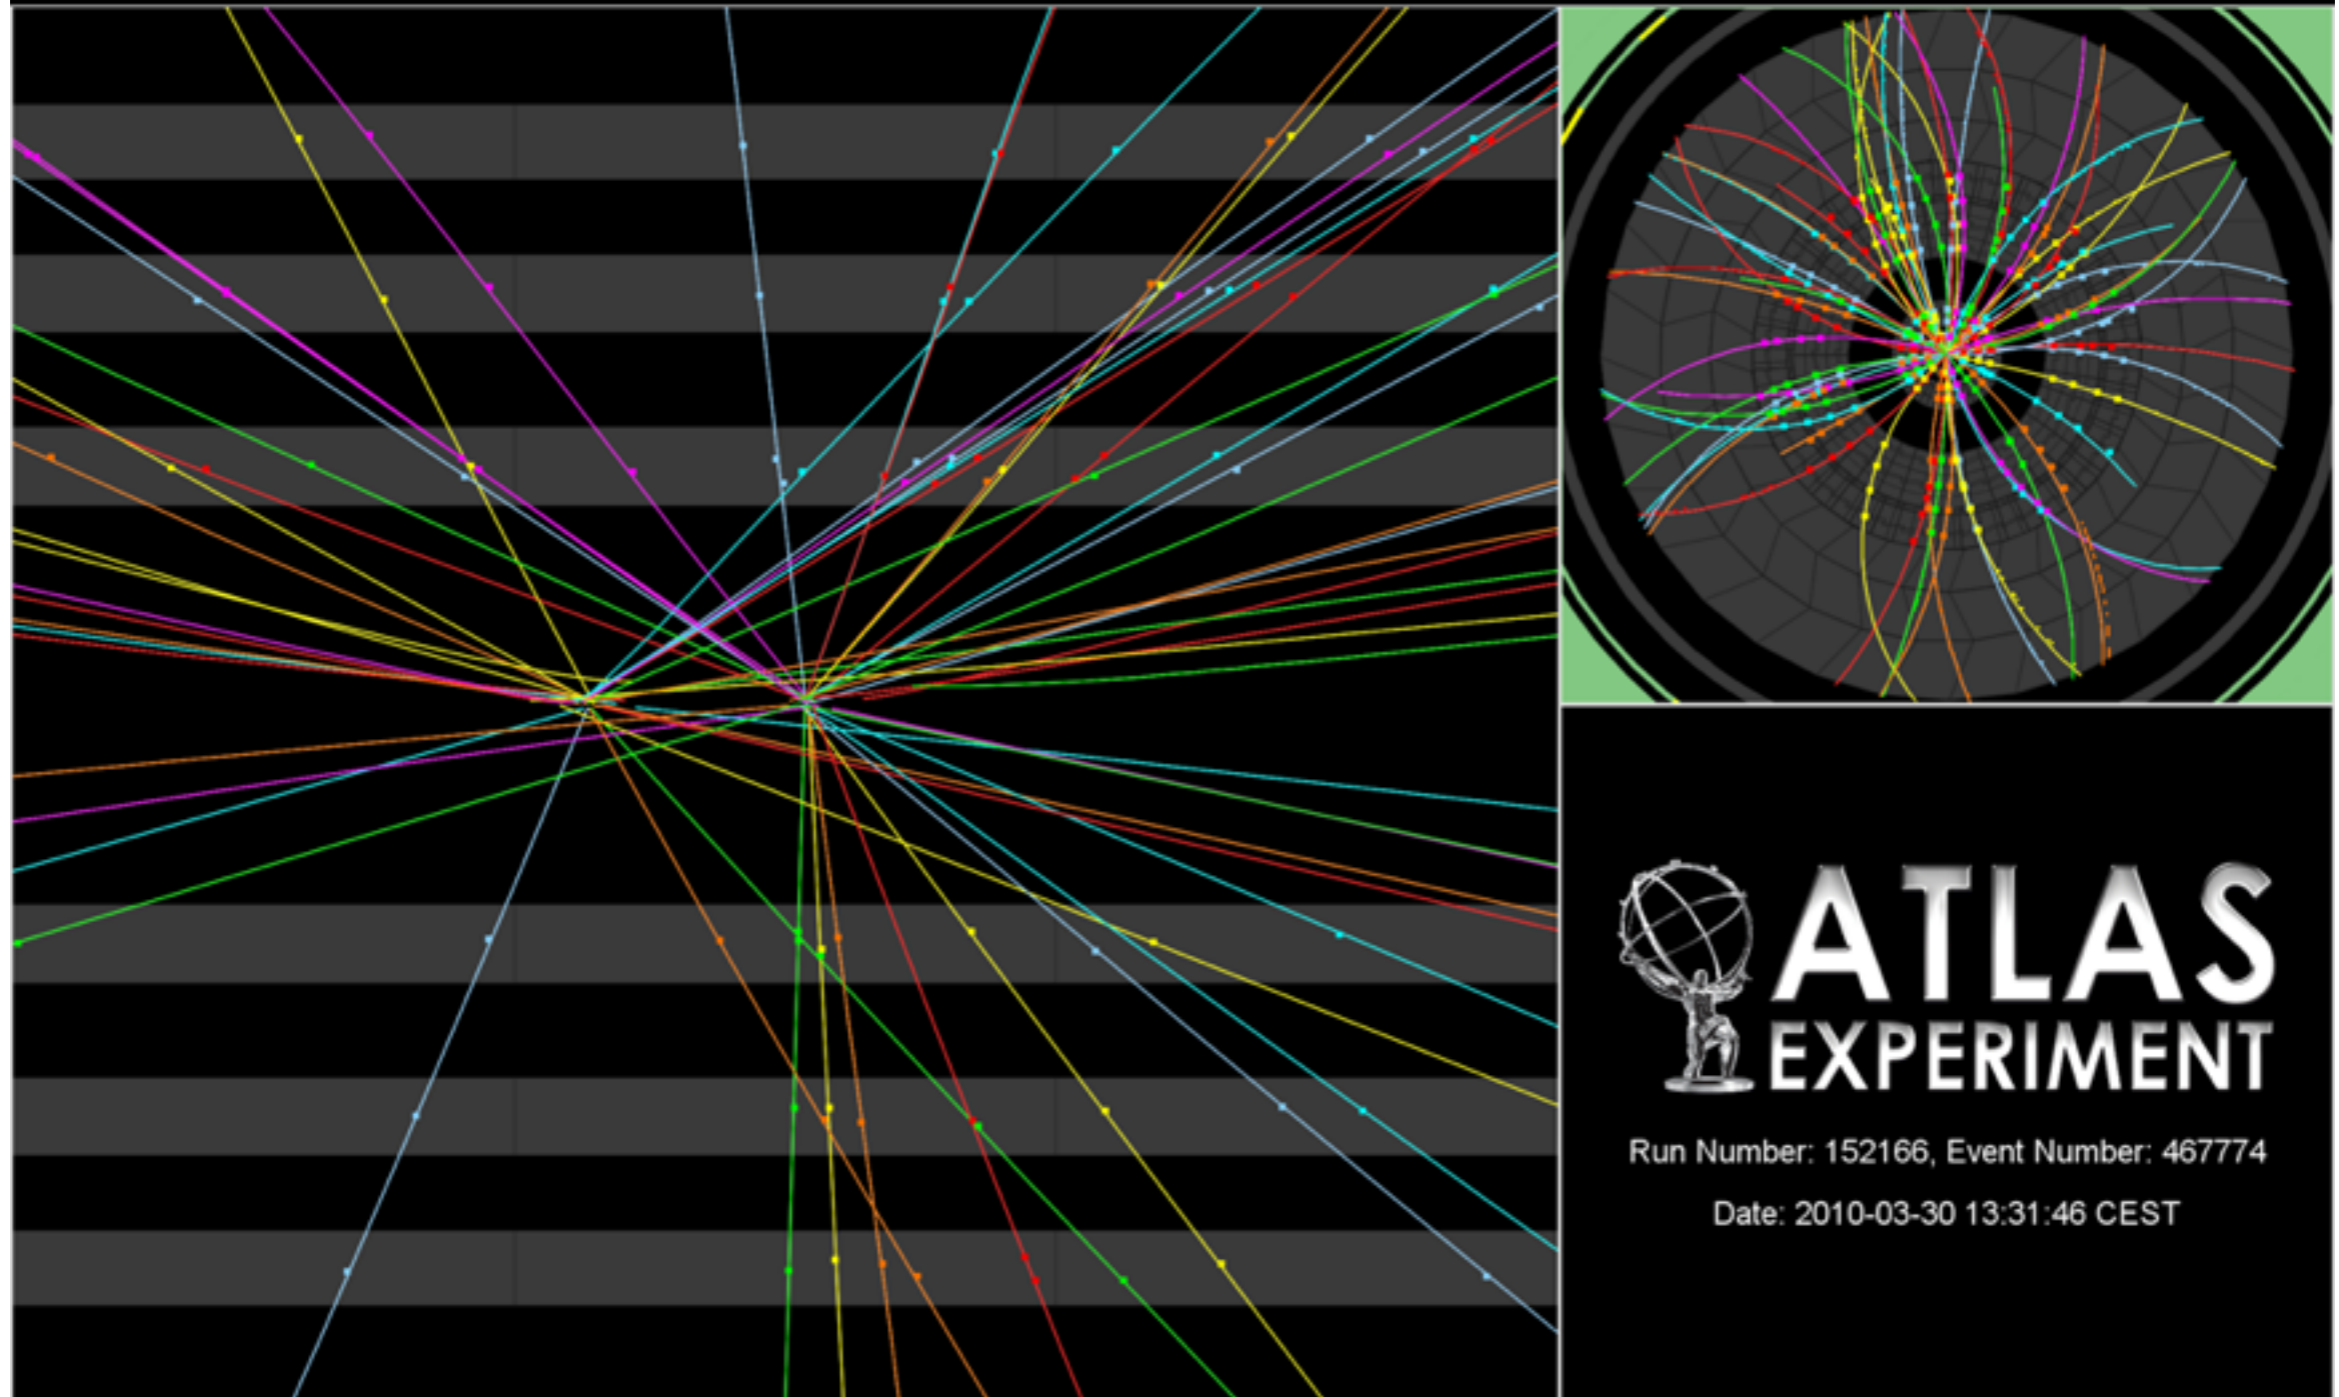 ATLAS
EXPERIMENT
Run Number: 152166, Event Number: 467774
Date: 2010-03-30 13:31:46 CEST